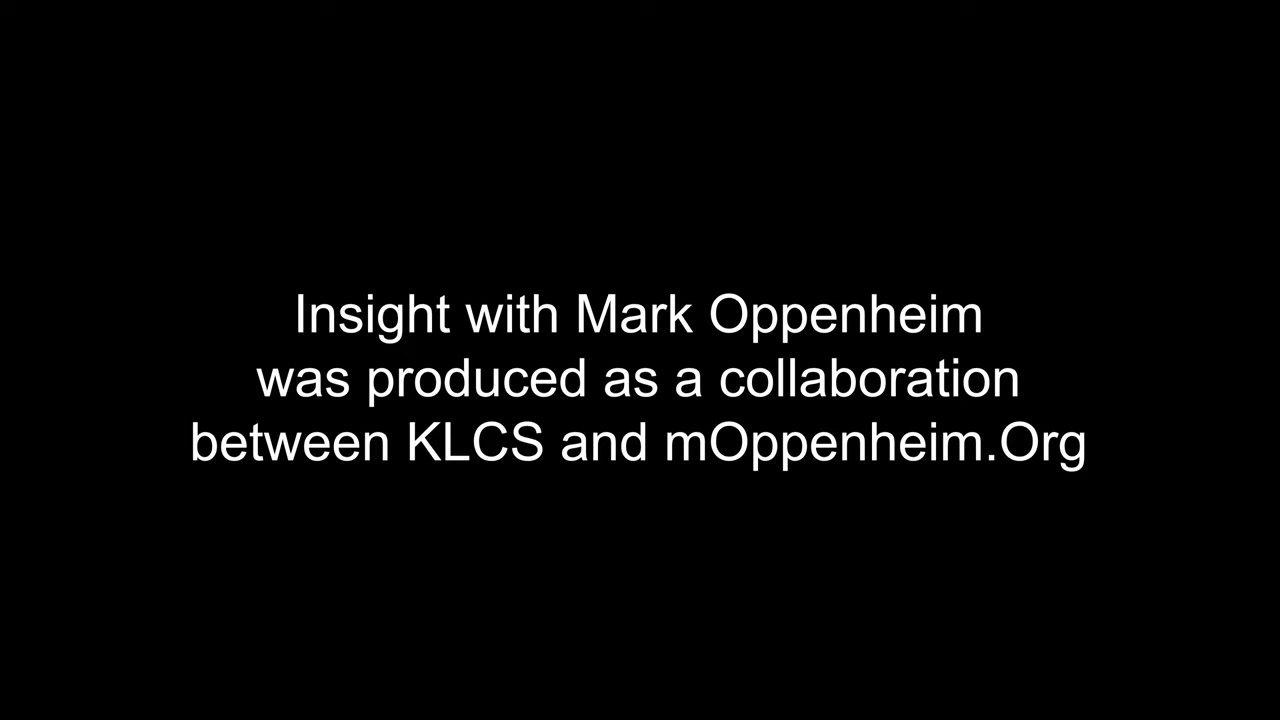 Insight with Mark Oppenheim
was produced as a collaboration
between KLCS and mOppenheim.Org